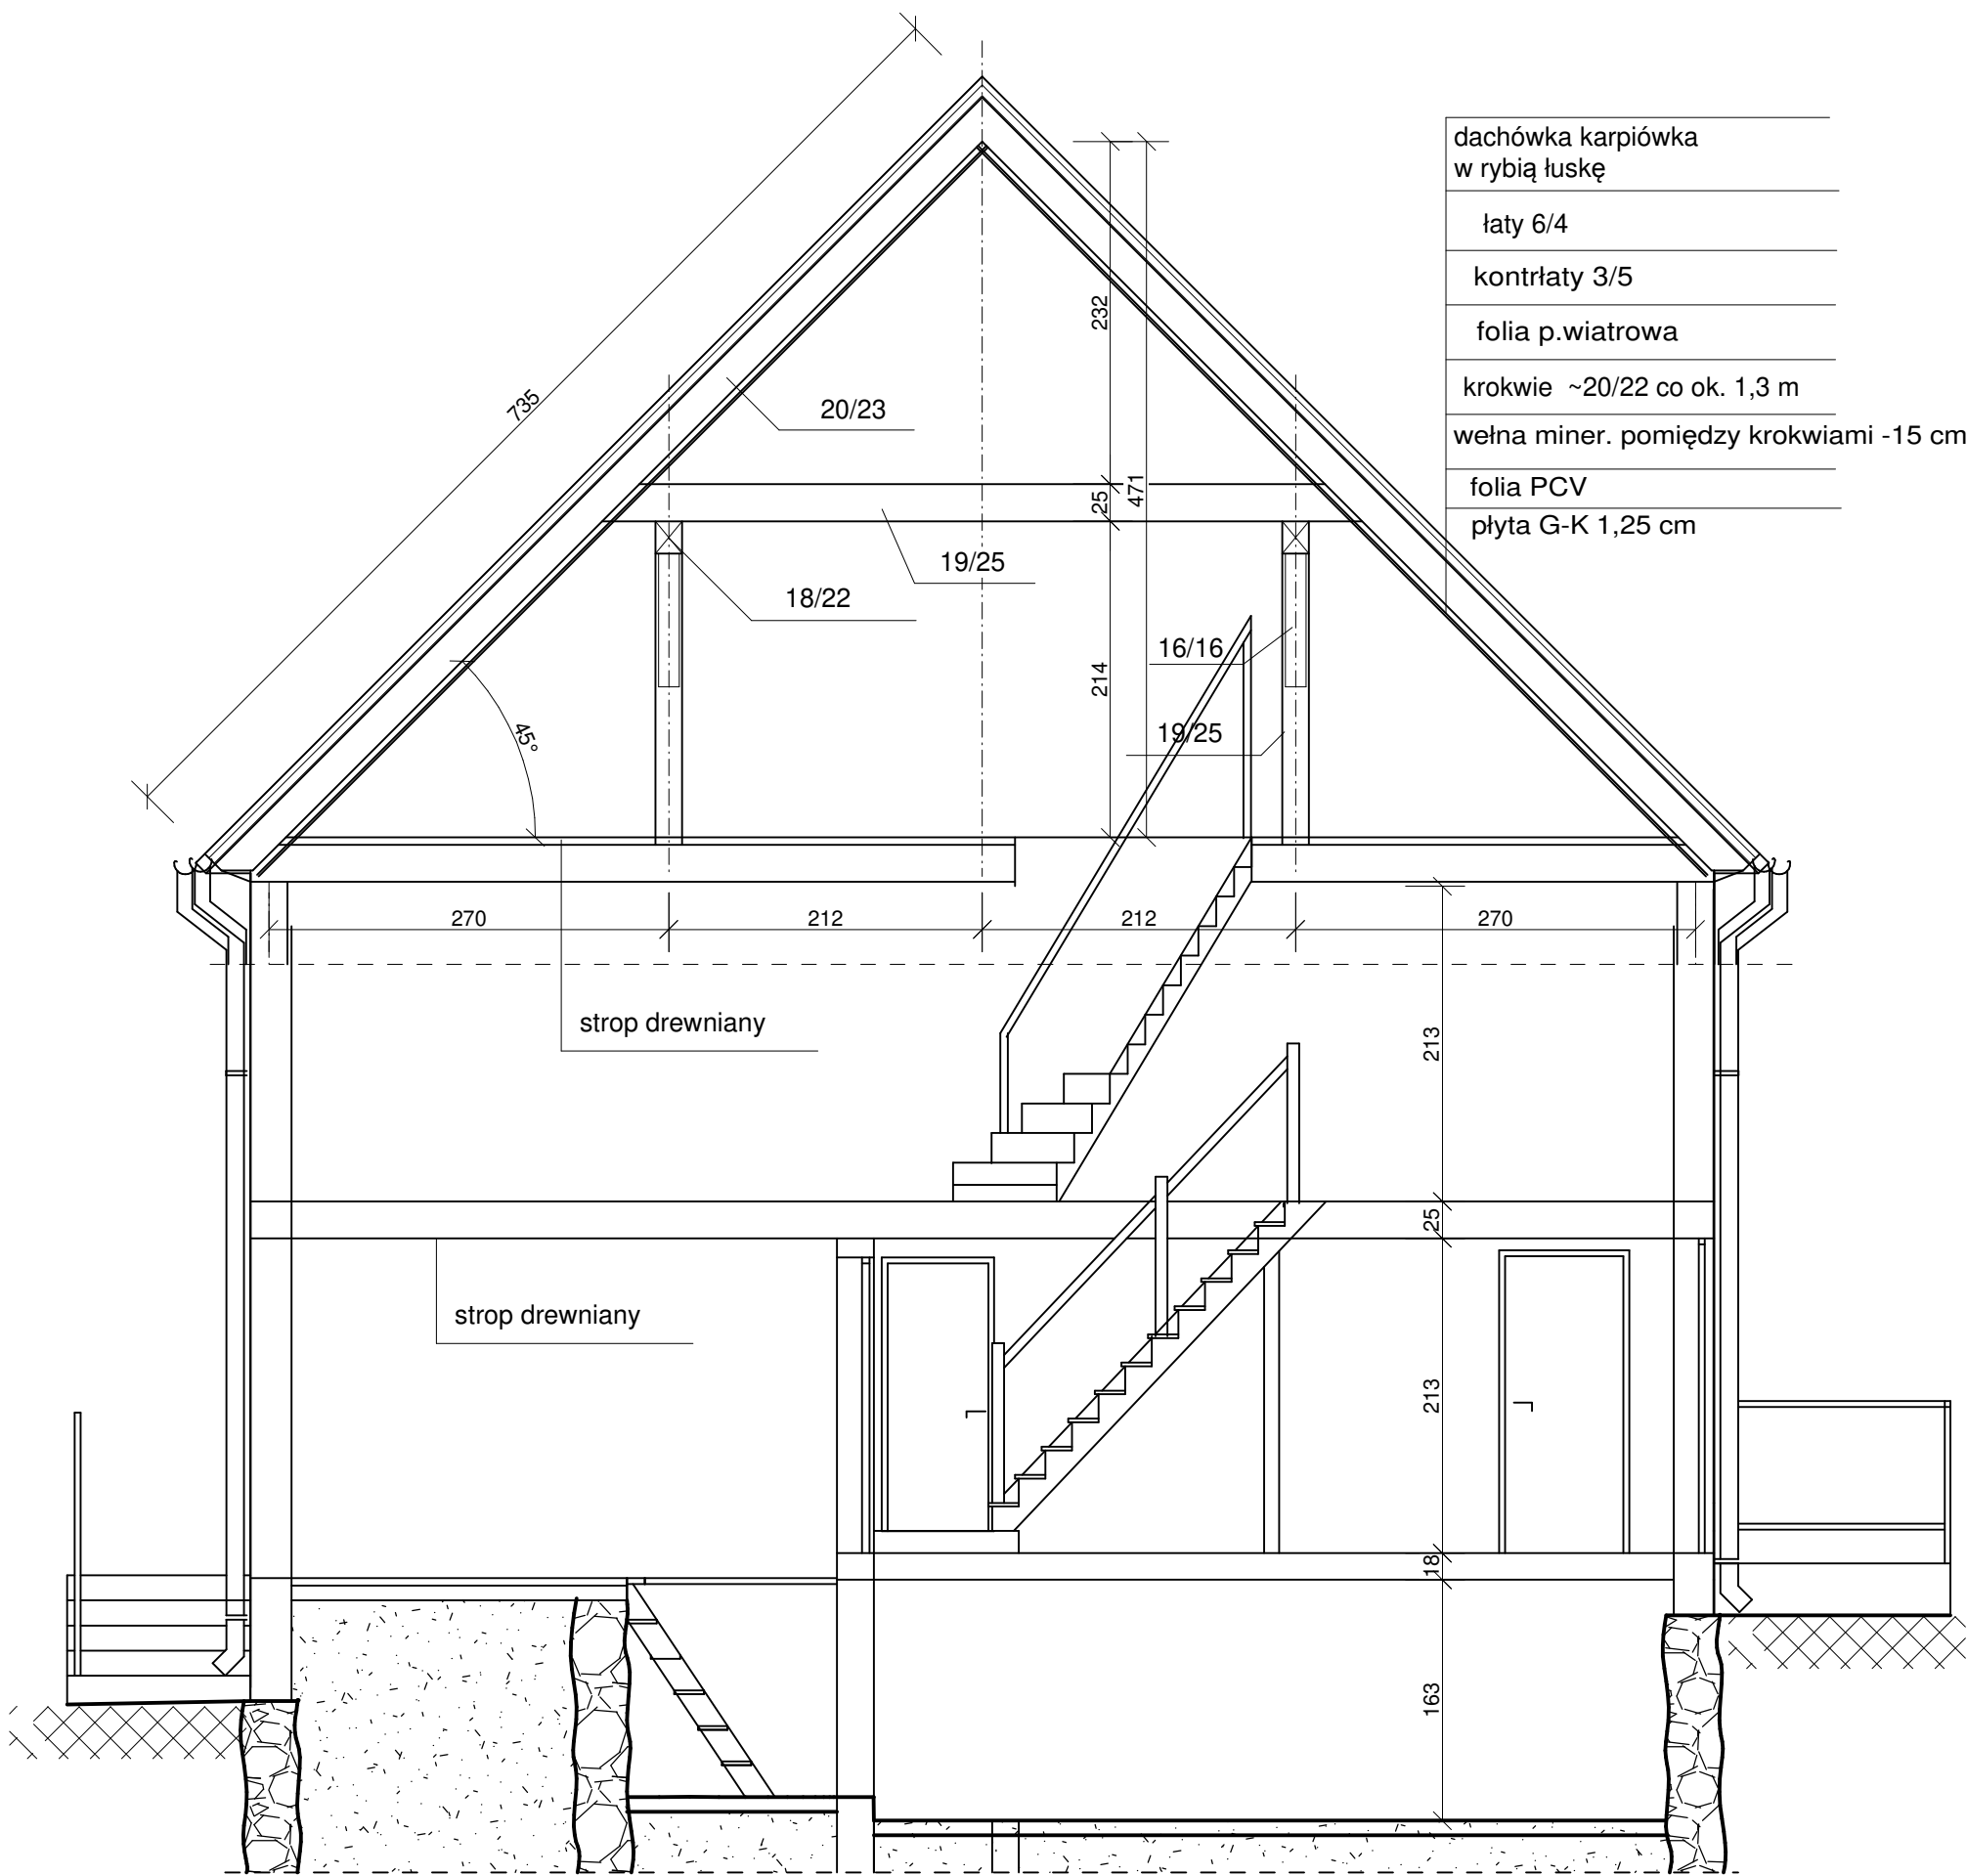 dachówka karpiówka
w rybią łuskę
łaty 6/4
kontrłaty 3/5
folia p.wiatrowa
krokwie ~20/22 co ok. 1,3 m
wełna miner. pomiędzy krokwiami -15 cm
folia PCV
płyta G-K 1,25 cm
735
232
20/23
25
471
19/25
18/22
16/16
214
19/25
45°
270
212
212
270
strop drewniany
213
25
strop drewniany
213
18
163